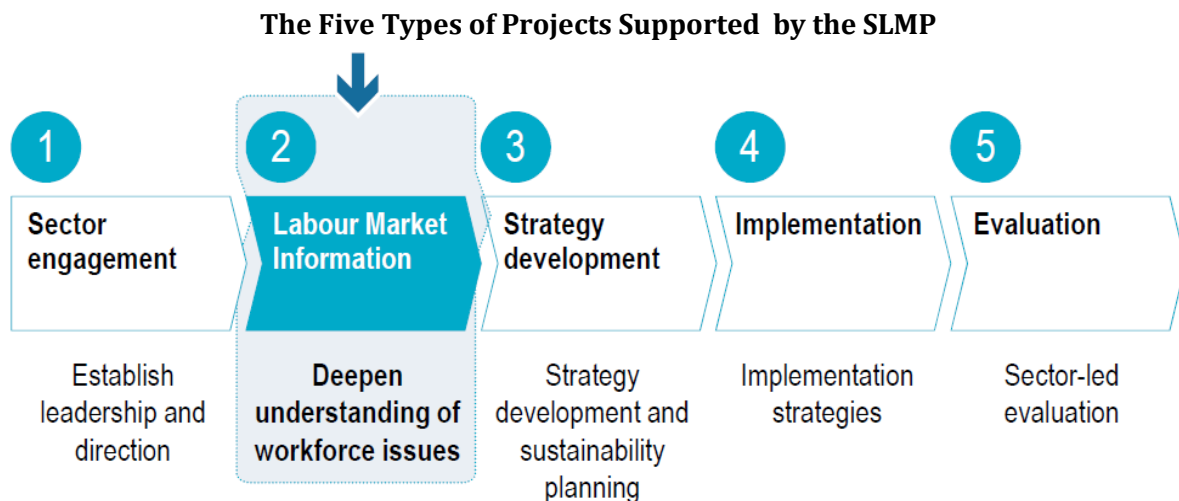 The Five Types of Projects Supported by the SLMP
1
2
3
4
5
Sector
engagement
Labour Market
Information
Strategy
development
Implementation
Evaluation
Establish
leadership and
direction
Deepen
understanding of
workforce issues
Strategy
development and
sustainability
planning
Implementation
strategies
Sector-led
evaluation